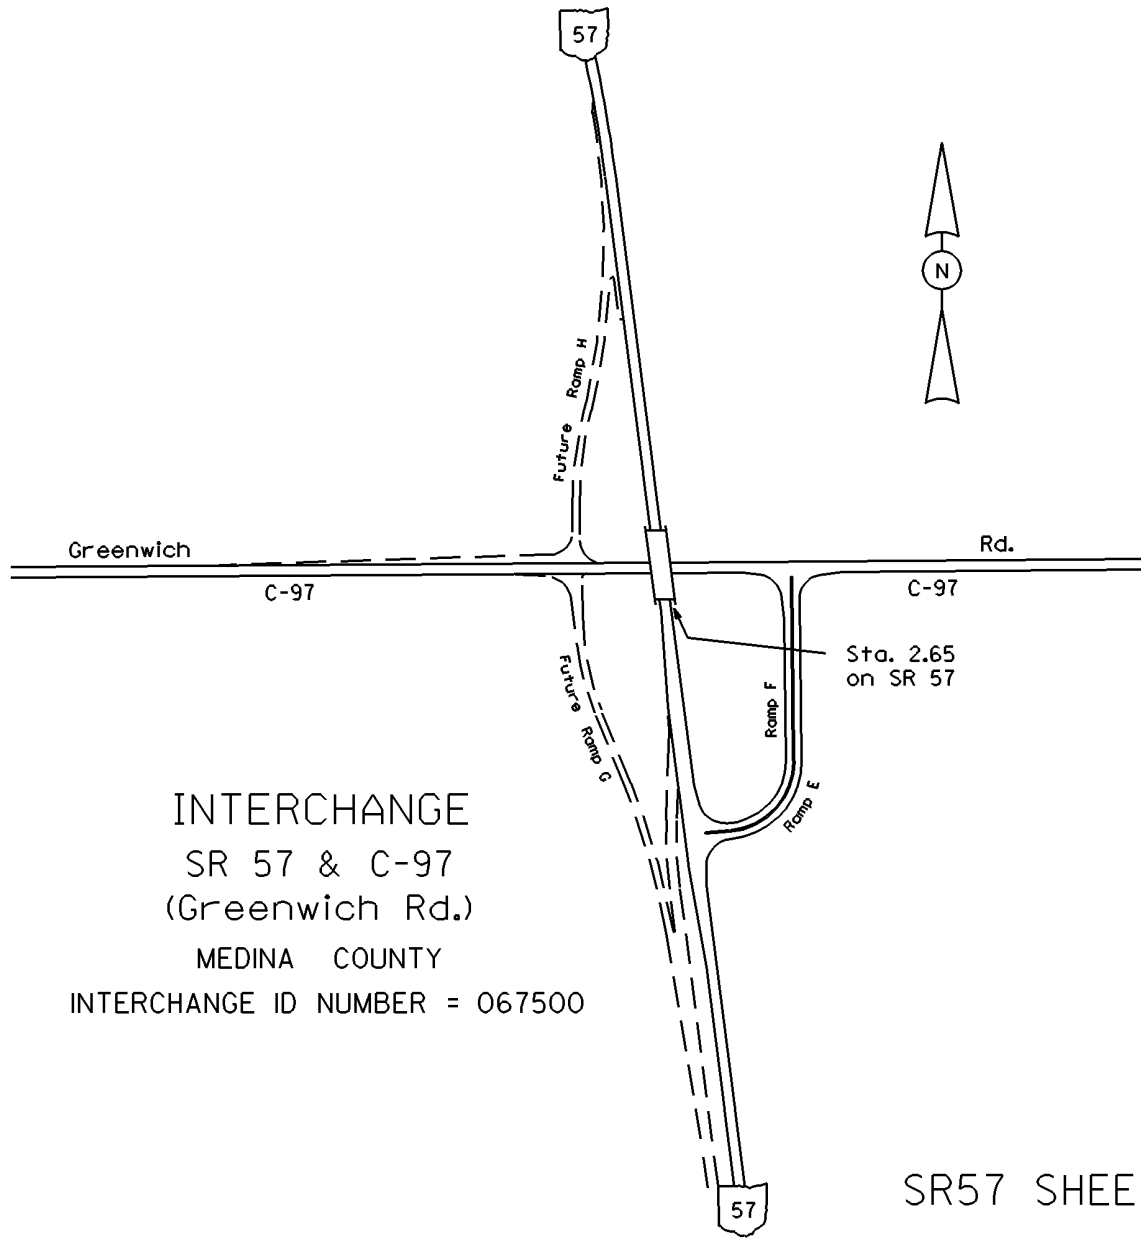 57
N
Future Ramp H
Greenwich Rd.
C-97 C-97
Sta. 2.65
on SR 57
Future Ramp G
Ramp F
Ramp E
INTERCHANGE
SR 57 & C-97
(Greenwich Rd.)
MEDINA COUNTY
INTERCHANGE ID NUMBER = 067500
SR57 SHEE
57